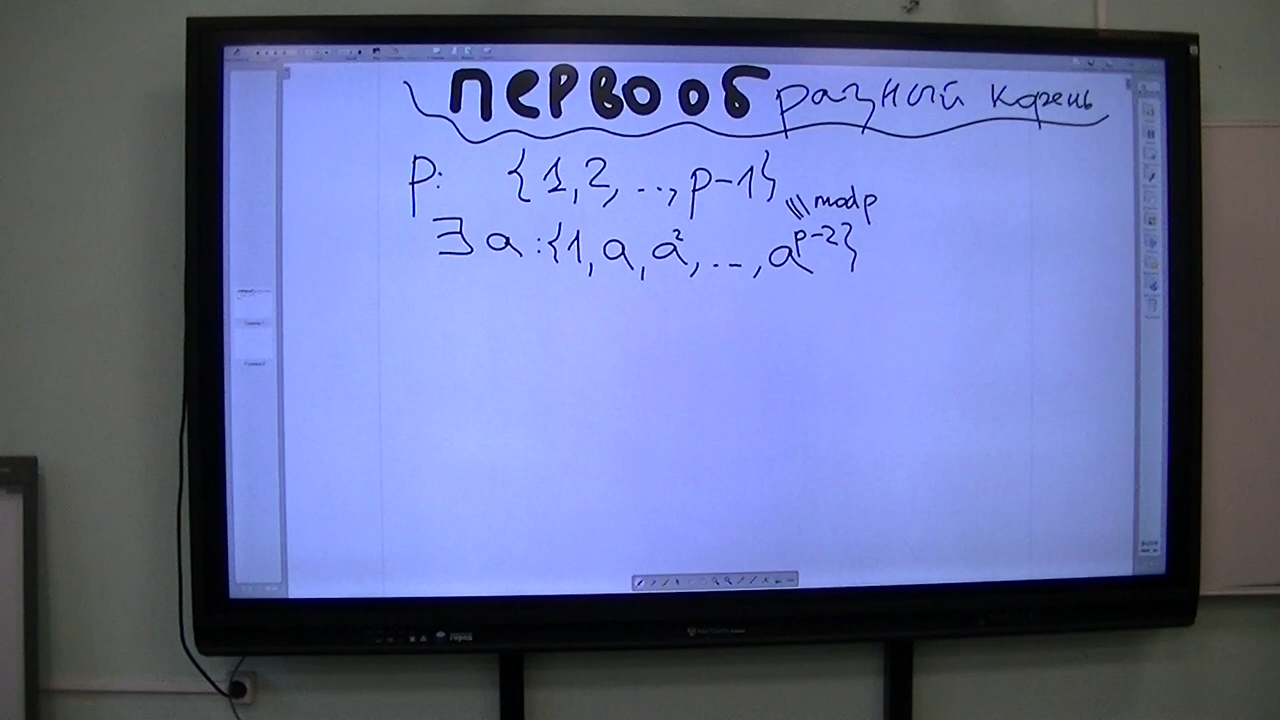 первообразный корень
p: {1,2,..,p-1}
≡ mod p
∃ a:{1,a,a²,..,a^{p-2}}